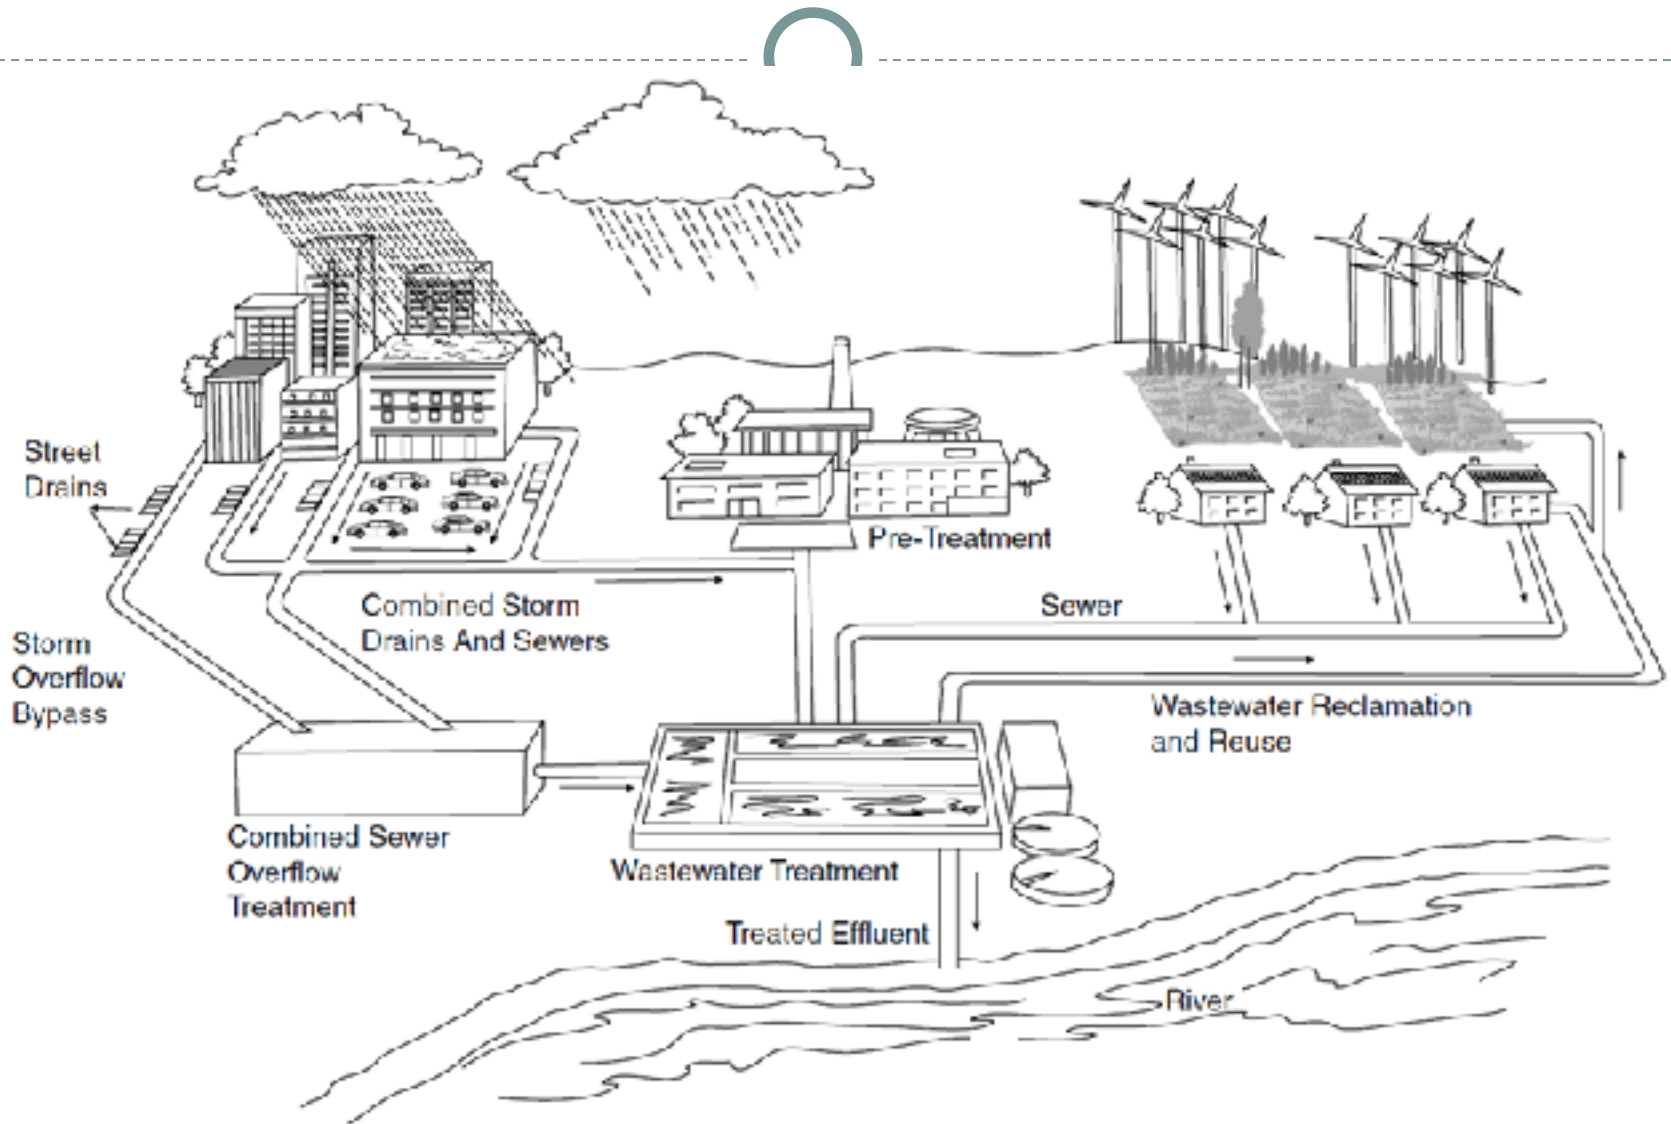 Street
Drains
Pre-Treatment
Combined Storm
Drains And Sewers
Sewer
Storm
Overflow
Bypass
Wastewater Reclamation
and Reuse
Combined Sewer
Overflow
Treatment
Wastewater Treatment
Treated Effluent
River